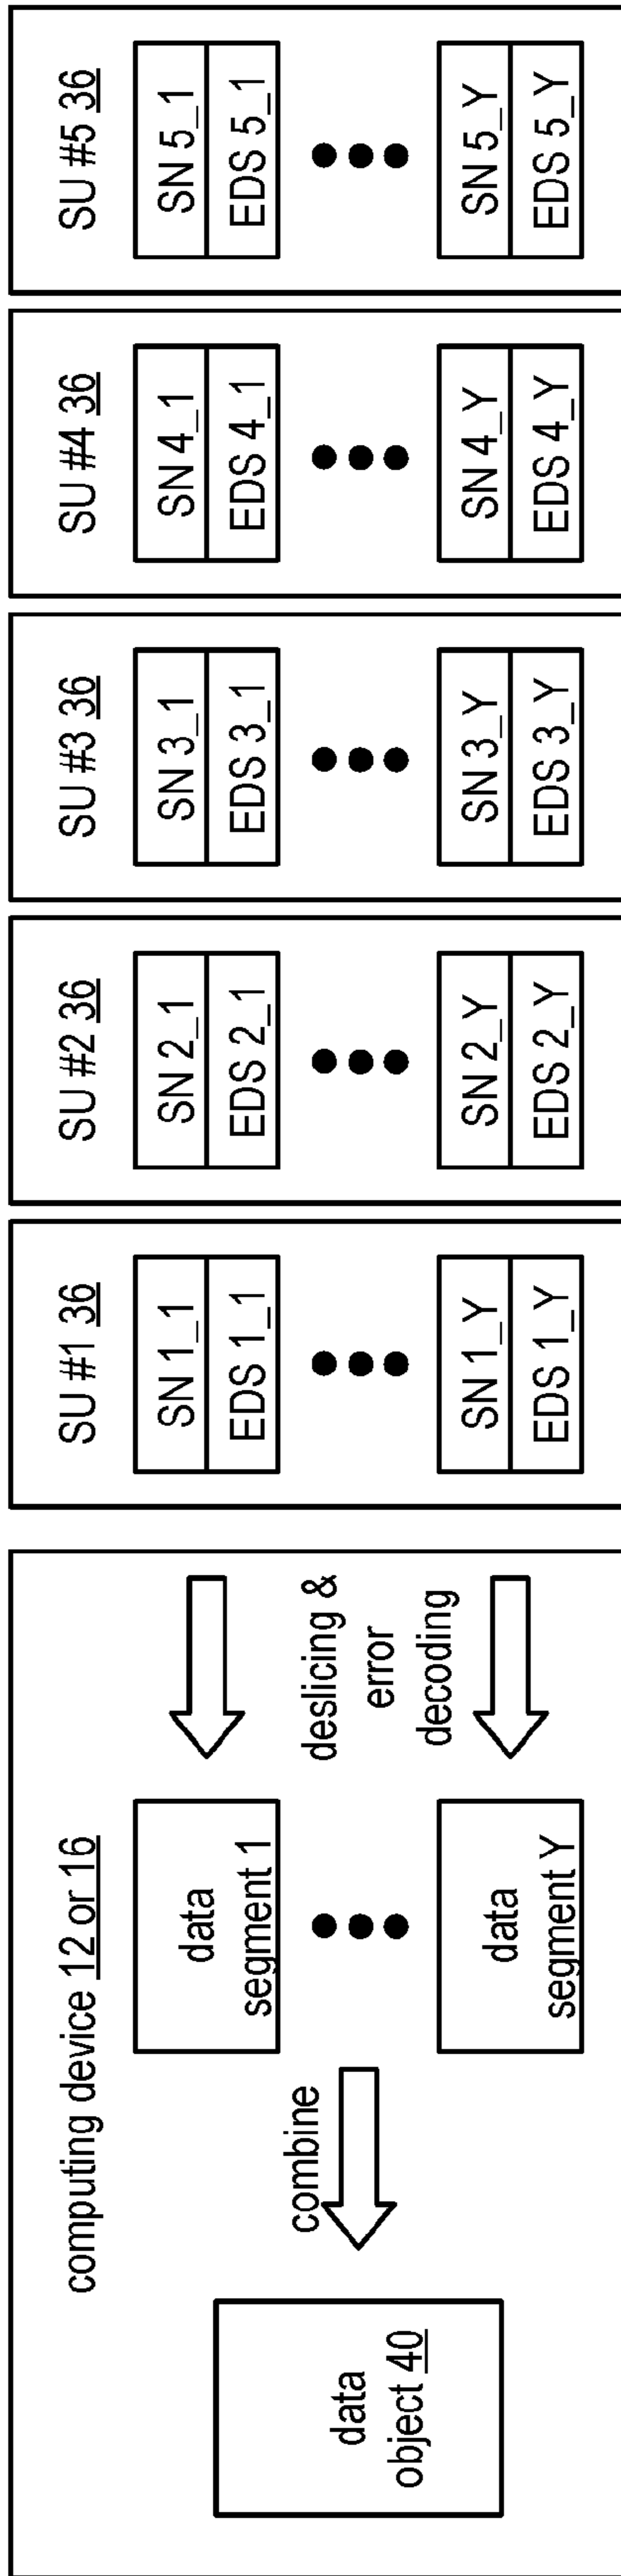 computing device 12 or 16
data
object 40
combine
data
segment 1
data
segment Y
deslicing &
error
decoding
SU #1 36
SN 1_1
EDS 1_1
SN 1_Y
EDS 1_Y
SU #2 36
SN 2_1
EDS 2_1
SN 2_Y
EDS 2_Y
SU #3 36
SN 3_1
EDS 3_1
SN 3_Y
EDS 3_Y
SU #4 36
SN 4_1
EDS 4_1
SN 4_Y
EDS 4_Y
SU #5 36
SN 5_1
EDS 5_1
SN 5_Y
EDS 5_Y